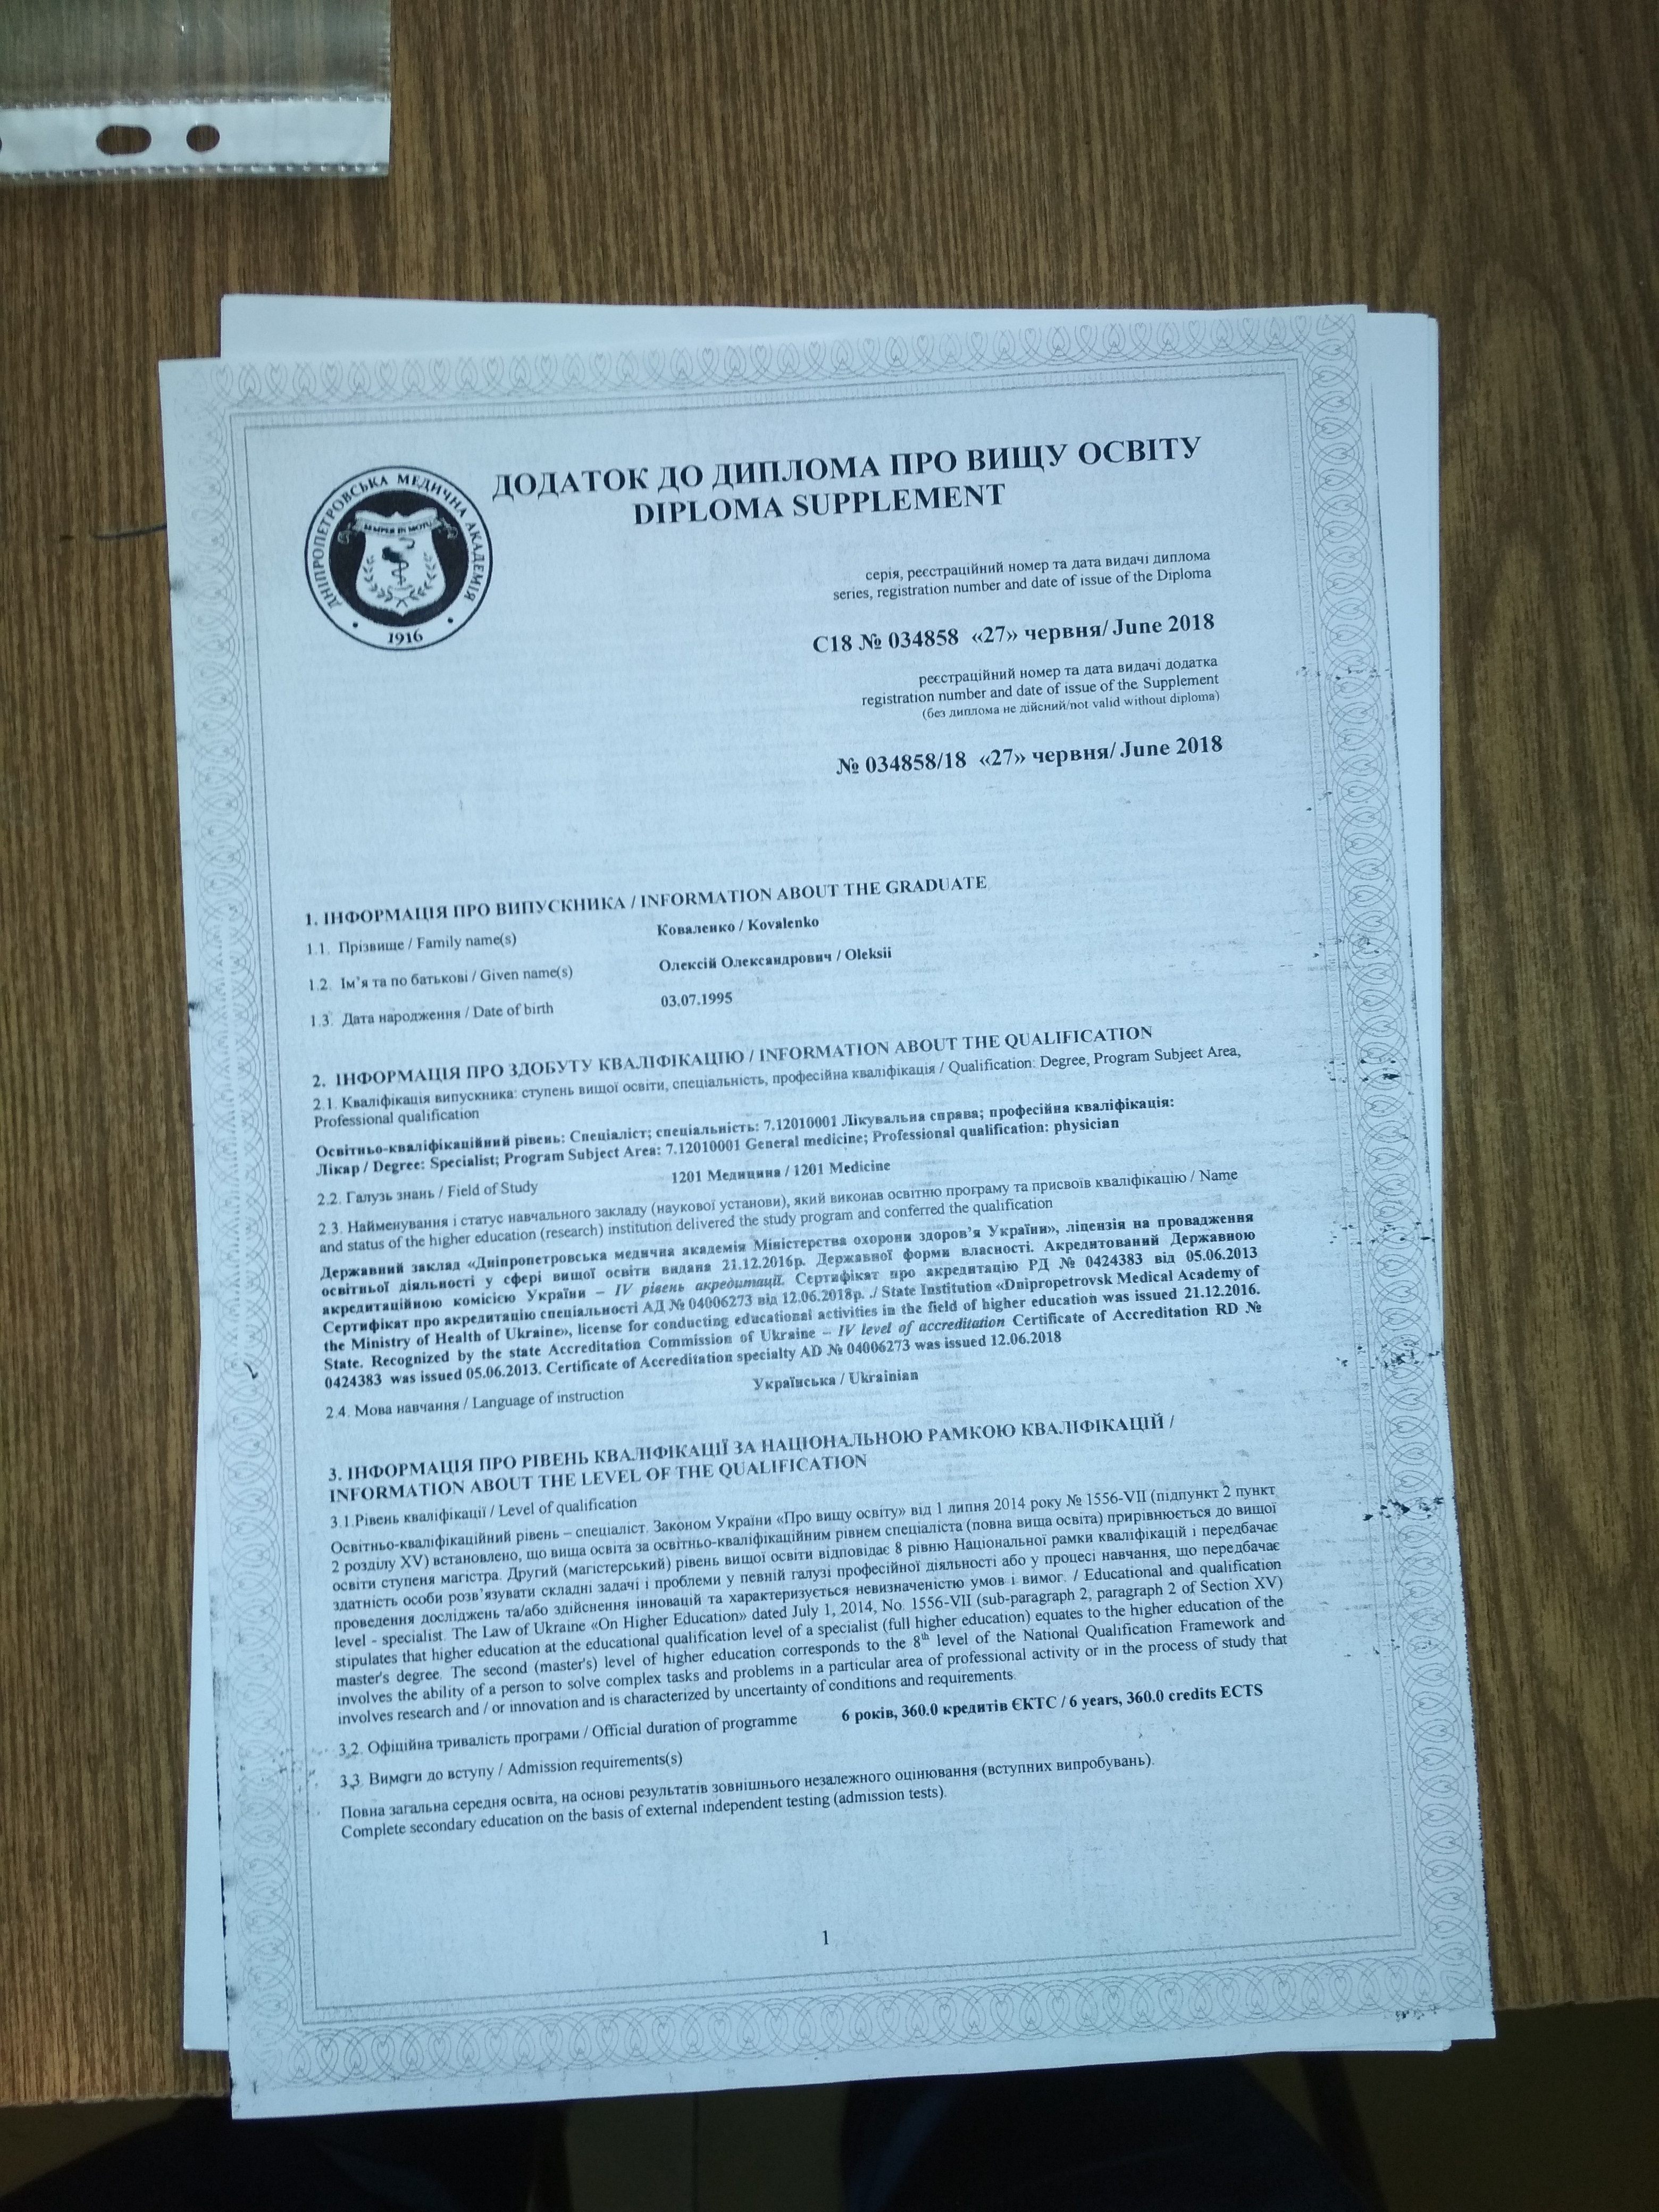 ДНІПРОПЕТРОВСЬКА МЕДИЧНА АКАДЕМІЯ
SEMPER IN MOTU
1916
ДОДАТОК ДО ДИПЛОМА ПРО ВИЩУ ОСВІТУ
DIPLOMA SUPPLEMENT
серія, реєстраційний номер та дата видачі диплома
series, registration number and date of issue of the Diploma
С18 № 034858 «27» червня/ June 2018
реєстраційний номер та дата видачі додатка
registration number and date of issue of the Supplement
(без диплома не дійсний/not valid without diploma)
№ 034858/18 «27» червня/ June 2018
1. ІНФОРМАЦІЯ ПРО ВИПУСКНИКА / INFORMATION ABOUT THE GRADUATE
1.1. Прізвище / Family name(s) Коваленко / Kovalenko
1.2. Ім’я та по батькові / Given name(s) Олексій Олександрович / Oleksii
1.3. Дата народження / Date of birth 03.07.1995
2. ІНФОРМАЦІЯ ПРО ЗДОБУТУ КВАЛІФІКАЦІЮ / INFORMATION ABOUT THE QUALIFICATION
2.1. Кваліфікація випускника: ступень вищої освіти, спеціальність, професійна кваліфікація / Qualification: Degree, Program Subject Area,
Professional qualification
Освітньо-кваліфікаційний рівень: Спеціаліст; спеціальність: 7.12010001 Лікувальна справа; професійна кваліфікація:
Лікар / Degree: Specialist; Program Subject Area: 7.12010001 General medicine; Professional qualification: physician
2.2. Галузь знань / Field of Study 1201 Медицина / 1201 Medicine
2.3. Найменування і статус навчального закладу (наукової установи), який виконав освітню програму та присвоїв кваліфікацію / Name
and status of the higher education (research) institution delivered the study program and conferred the qualification
Державний заклад «Дніпропетровська медична академія Міністерства охорони здоров’я України», ліцензія на провадження
освітньої діяльності у сфері вищої освіти видана 21.12.2016р. Державної форми власності. Акредитований Державною
акредитаційною комісією України – IV рівень акредитації. Сертифікат про акредитацію РД № 0424383 від 05.06.2013
Сертифікат про акредитацію спеціальності АД № 04006273 від 12.06.2018р. ./ State Institution «Dnipropetrovsk Medical Academy of
the Ministry of Health of Ukraine», license for conducting educational activities in the field of higher education was issued 21.12.2016.
State. Recognized by the state Accreditation Commission of Ukraine – IV level of accreditation Certificate of Accreditation RD №
0424383 was issued 05.06.2013. Certificate of Accreditation specialty AD № 04006273 was issued 12.06.2018
2.4. Мова навчання / Language of instruction Українська / Ukrainian
3. ІНФОРМАЦІЯ ПРО РІВЕНЬ КВАЛІФІКАЦІЇ ЗА НАЦІОНАЛЬНОЮ РАМКОЮ КВАЛІФІКАЦІЙ /
INFORMATION ABOUT THE LEVEL OF THE QUALIFICATION
3.1.Рівень кваліфікації / Level of qualification
Освітньо-кваліфікаційний рівень – спеціаліст. Законом України «Про вищу освіту» від 1 липня 2014 року № 1556-VII (підпункт 2 пункт
2 розділу XV) встановлено, що вища освіта за освітньо-кваліфікаційним рівнем спеціаліста (повна вища освіта) прирівнюється до вищої
освіти ступеня магістра. Другий (магістерський) рівень вищої освіти відповідає 8 рівню Національної рамки кваліфікацій і передбачає
здатність особи розв’язувати складні задачі і проблеми у певній галузі професійної діяльності або у процесі навчання, що передбачає
проведення досліджень та/або здійснення інновацій та характеризується невизначеністю умов і вимог. / Educational and qualification
level - specialist. The Law of Ukraine «On Higher Education» dated July 1, 2014, No. 1556-VII (sub-paragraph 2, paragraph 2 of Section XV)
stipulates that higher education at the educational qualification level of a specialist (full higher education) equates to the higher education of the
master's degree. The second (master's) level of higher education corresponds to the 8th level of the National Qualification Framework and
involves the ability of a person to solve complex tasks and problems in a particular area of professional activity or in the process of study that
involves research and / or innovation and is characterized by uncertainty of conditions and requirements.
3.2. Офіційна тривалість програми / Official duration of programme 6 років, 360.0 кредитів ЄКТС / 6 years, 360.0 credits ECTS
3.3. Вимоги до вступу / Admission requirements(s)
Повна загальна середня освіта, на основі результатів зовнішнього незалежного оцінювання (вступних випробувань).
Complete secondary education on the basis of external independent testing (admission tests).
1